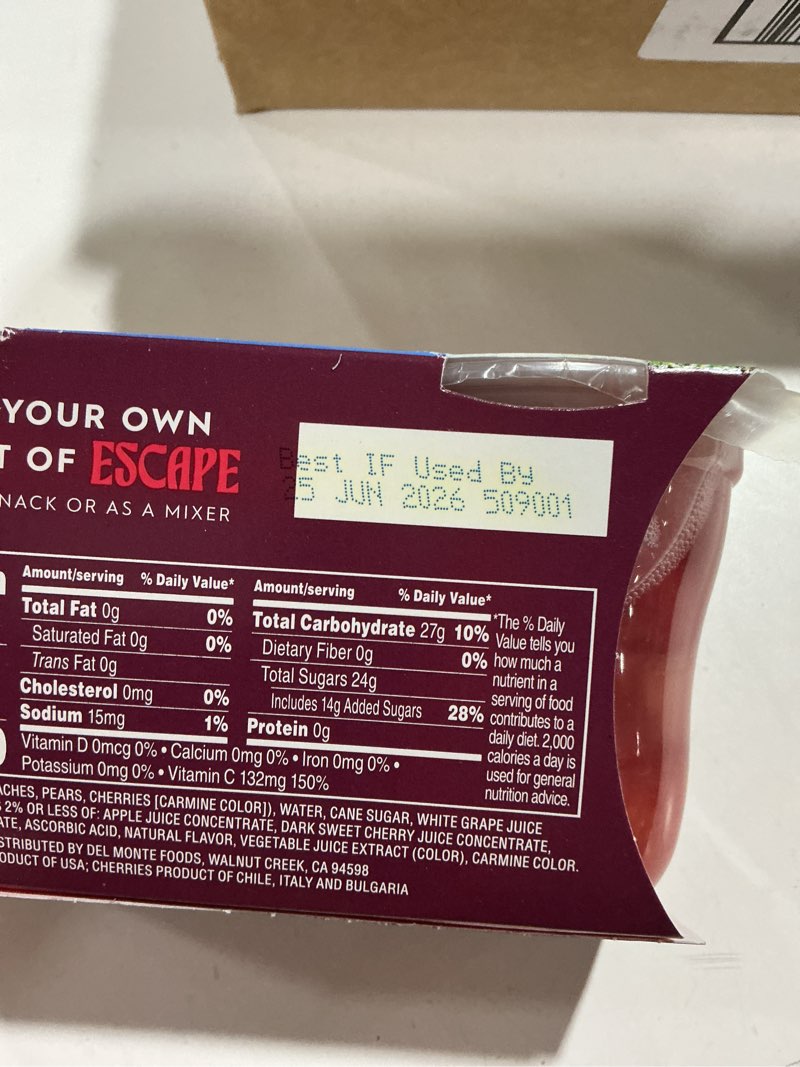 YOUR OWN
T OF ESCAPE
NACK OR AS A MIXER
Best IF Used By
5 JUN 2026 509001
Amount/serving % Daily Value*
Total Fat 0g 0%
Saturated Fat 0g 0%
Trans Fat 0g
Cholesterol 0mg 0%
Sodium 15mg 1%
Amount/serving % Daily Value*
Total Carbohydrate 27g 10%
Dietary Fiber 0g 0%
Total Sugars 24g
Includes 14g Added Sugars 28%
Protein 0g
Vitamin D 0mcg 0% • Calcium 0mg 0% • Iron 0mg 0% •
Potassium 0mg 0% • Vitamin C 132mg 150%
*The % Daily
Value tells you
how much a
nutrient in a
serving of food
contributes to a
daily diet. 2,000
calories a day is
used for general
nutrition advice.
ACHES, PEARS, CHERRIES [CARMINE COLOR]), WATER, CANE SUGAR, WHITE GRAPE JUICE
2% OR LESS OF: APPLE JUICE CONCENTRATE, DARK SWEET CHERRY JUICE CONCENTRATE,
ATE, ASCORBIC ACID, NATURAL FLAVOR, VEGETABLE JUICE EXTRACT (COLOR), CARMINE COLOR.
STRIBUTED BY DEL MONTE FOODS, WALNUT CREEK, CA 94598
ODUCT OF USA; CHERRIES PRODUCT OF CHILE, ITALY AND BULGARIA